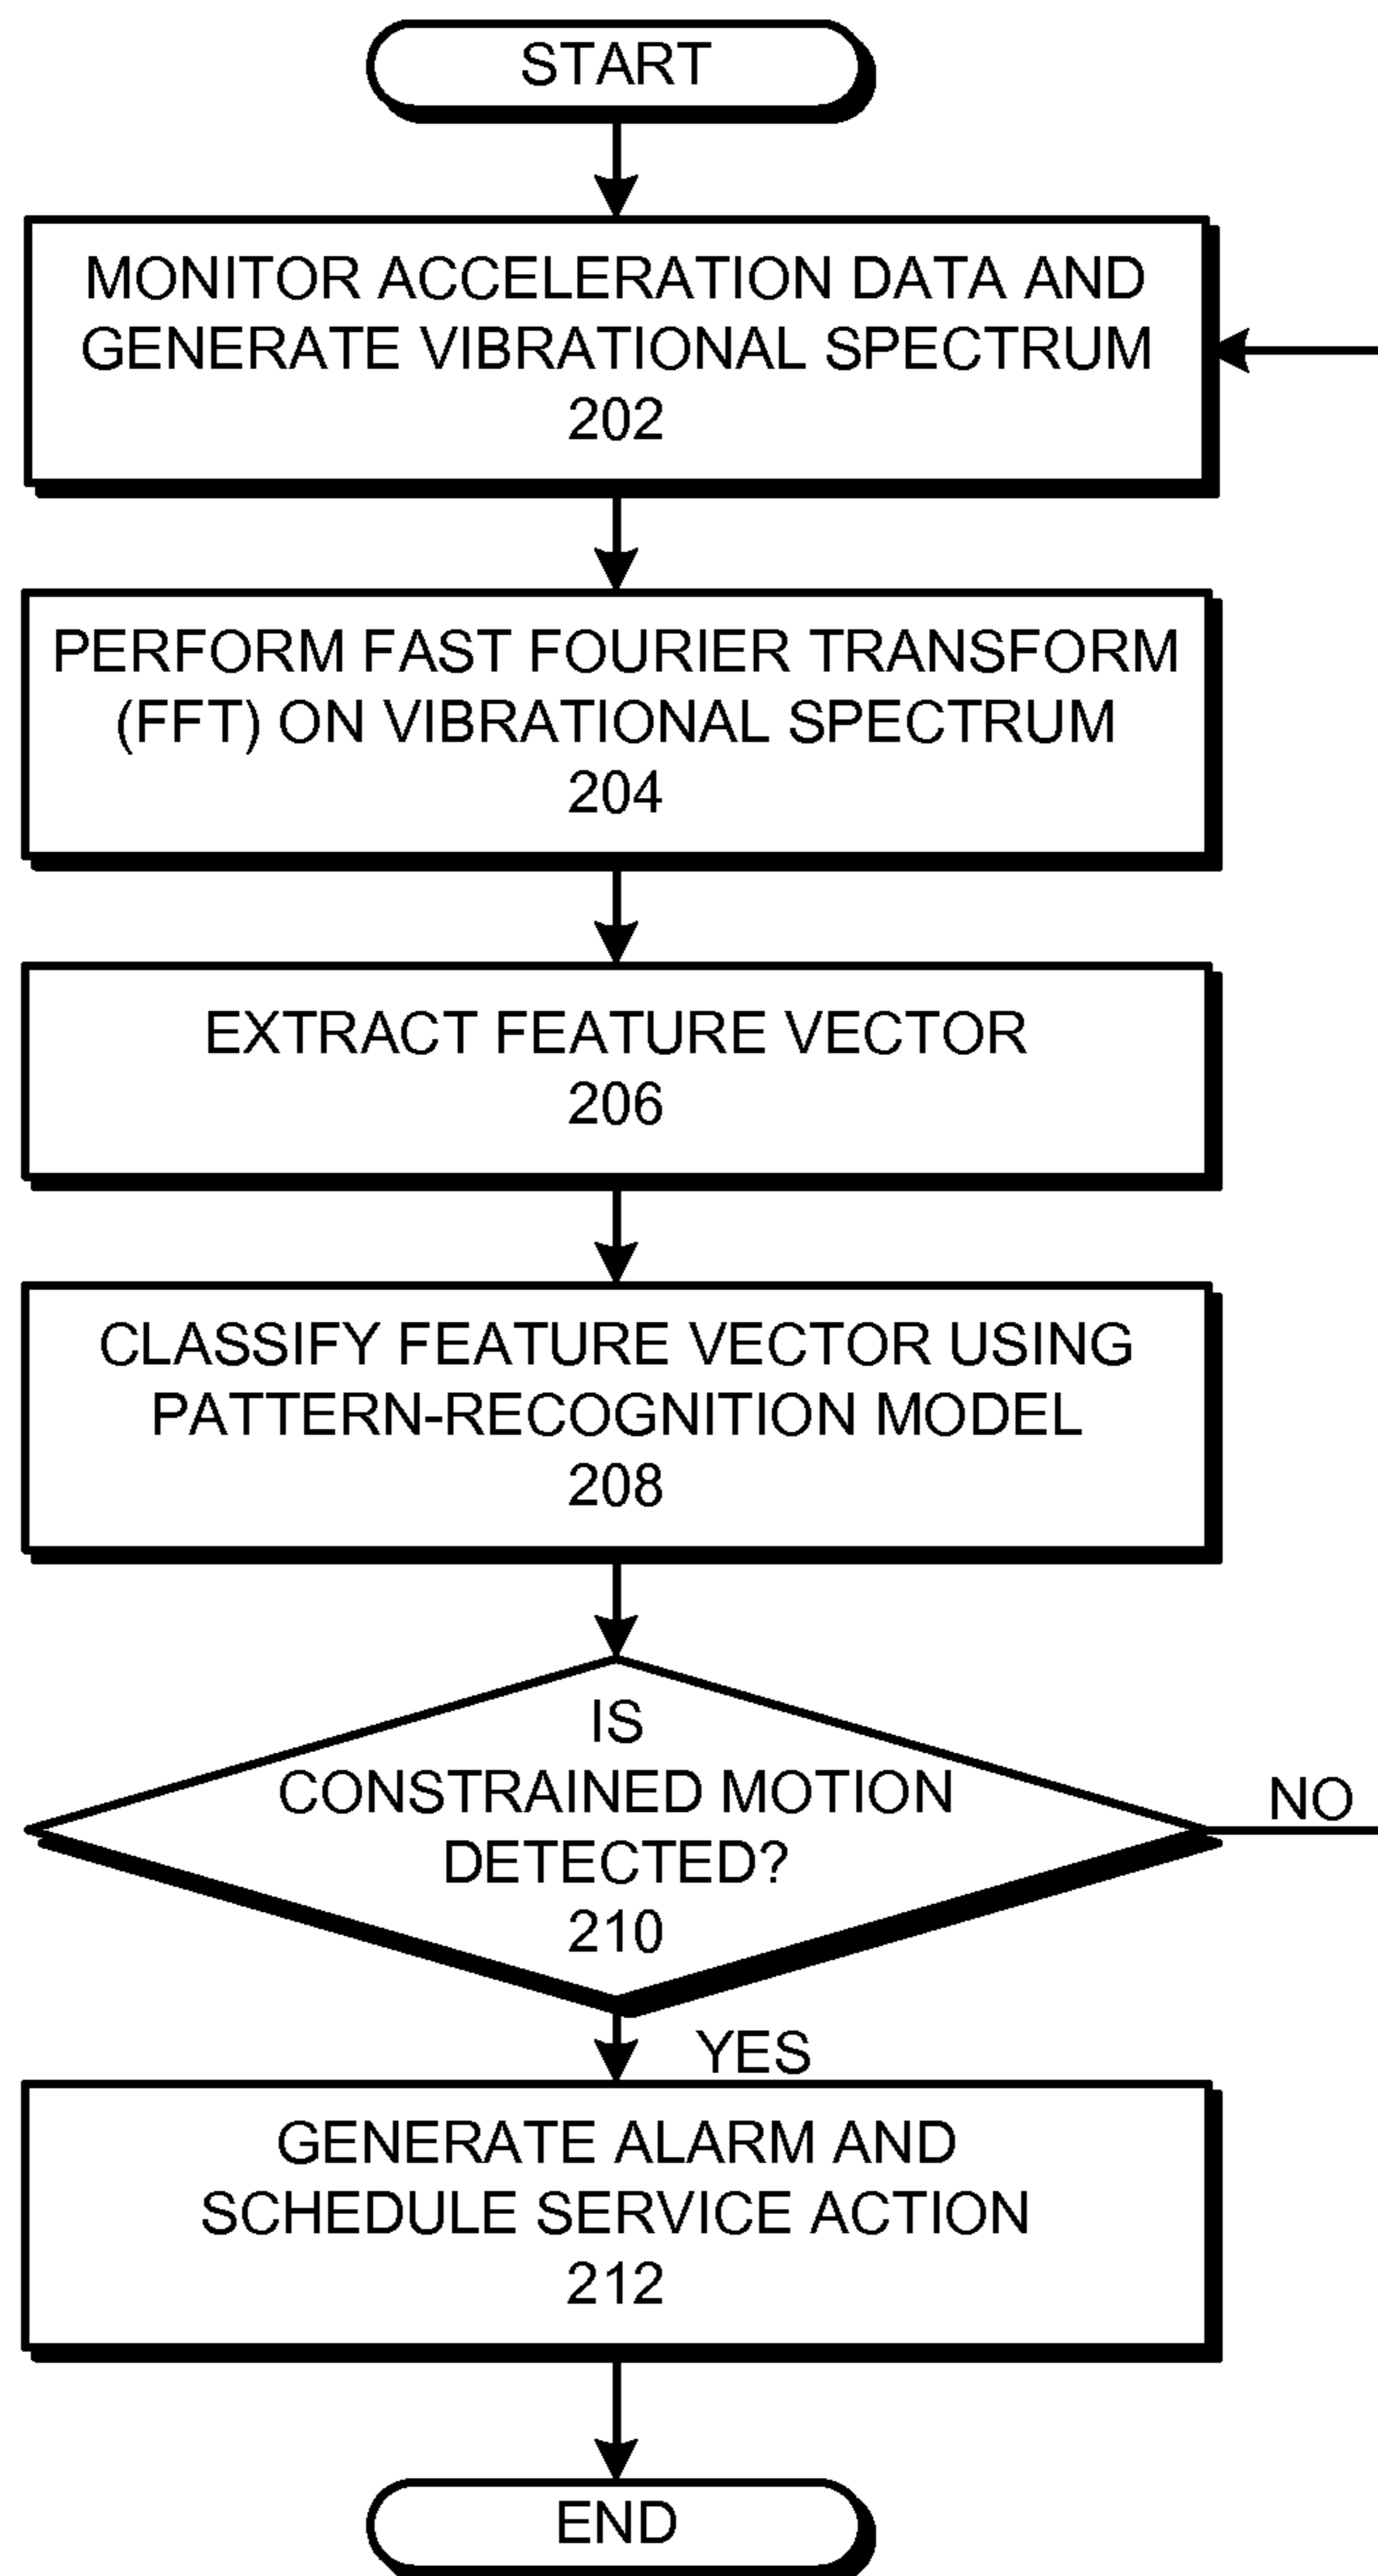 START
MONITOR ACCELERATION DATA AND
GENERATE VIBRATIONAL SPECTRUM
202
PERFORM FAST FOURIER TRANSFORM
(FFT) ON VIBRATIONAL SPECTRUM
204
EXTRACT FEATURE VECTOR
206
CLASSIFY FEATURE VECTOR USING
PATTERN-RECOGNITION MODEL
208
IS
CONSTRAINED MOTION
DETECTED?
210
NO
YES
GENERATE ALARM AND
SCHEDULE SERVICE ACTION
212
END